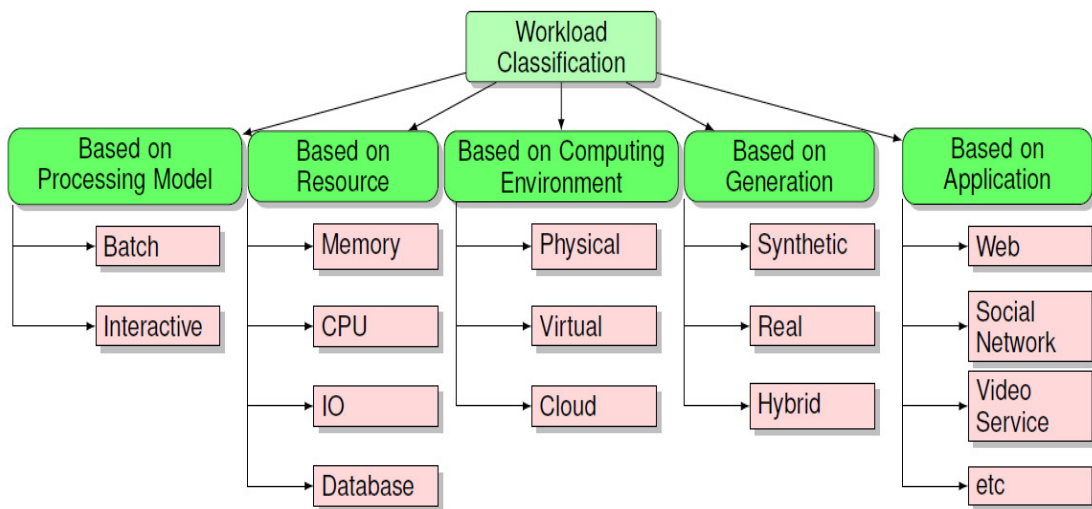 Workload
Classification
Based on
Processing Model
Based on
Resource
Based on Computing
Environment
Based on
Generation
Based on
Application
Batch
Interactive
Memory
CPU
IO
Database
Physical
Virtual
Cloud
Synthetic
Real
Hybrid
Web
Social
Network
Video
Service
etc